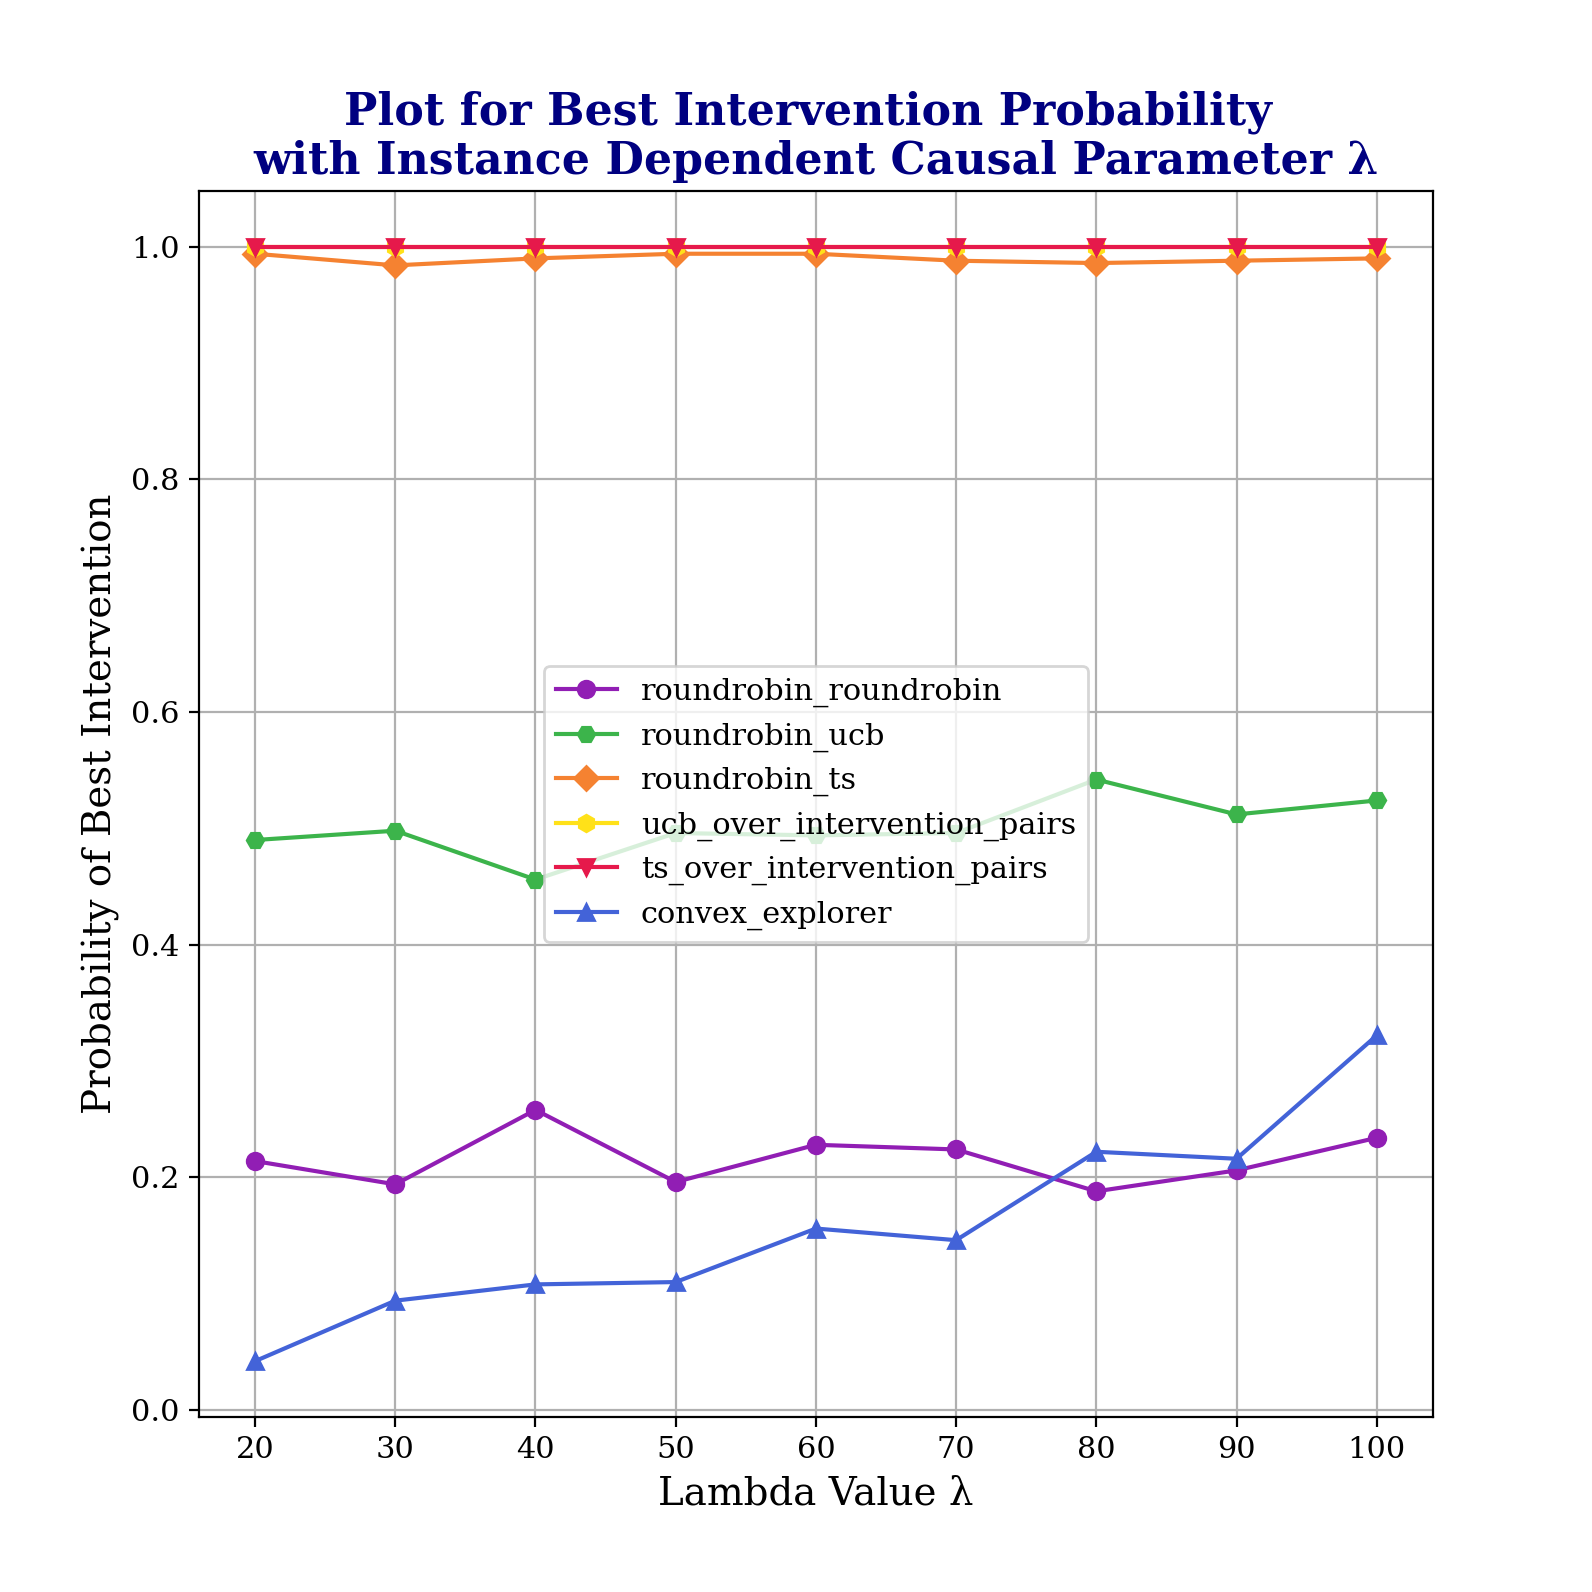 Plot for Best Intervention Probability
with Instance Dependent Causal Parameter λ
Probability of Best Intervention
1.0
0.8
0.6
0.4
0.2
0.0
roundrobin_roundrobin
roundrobin_ucb
roundrobin_ts
ucb_over_intervention_pairs
ts_over_intervention_pairs
convex_explorer
20 30 40 50 60 70 80 90 100
Lambda Value λ